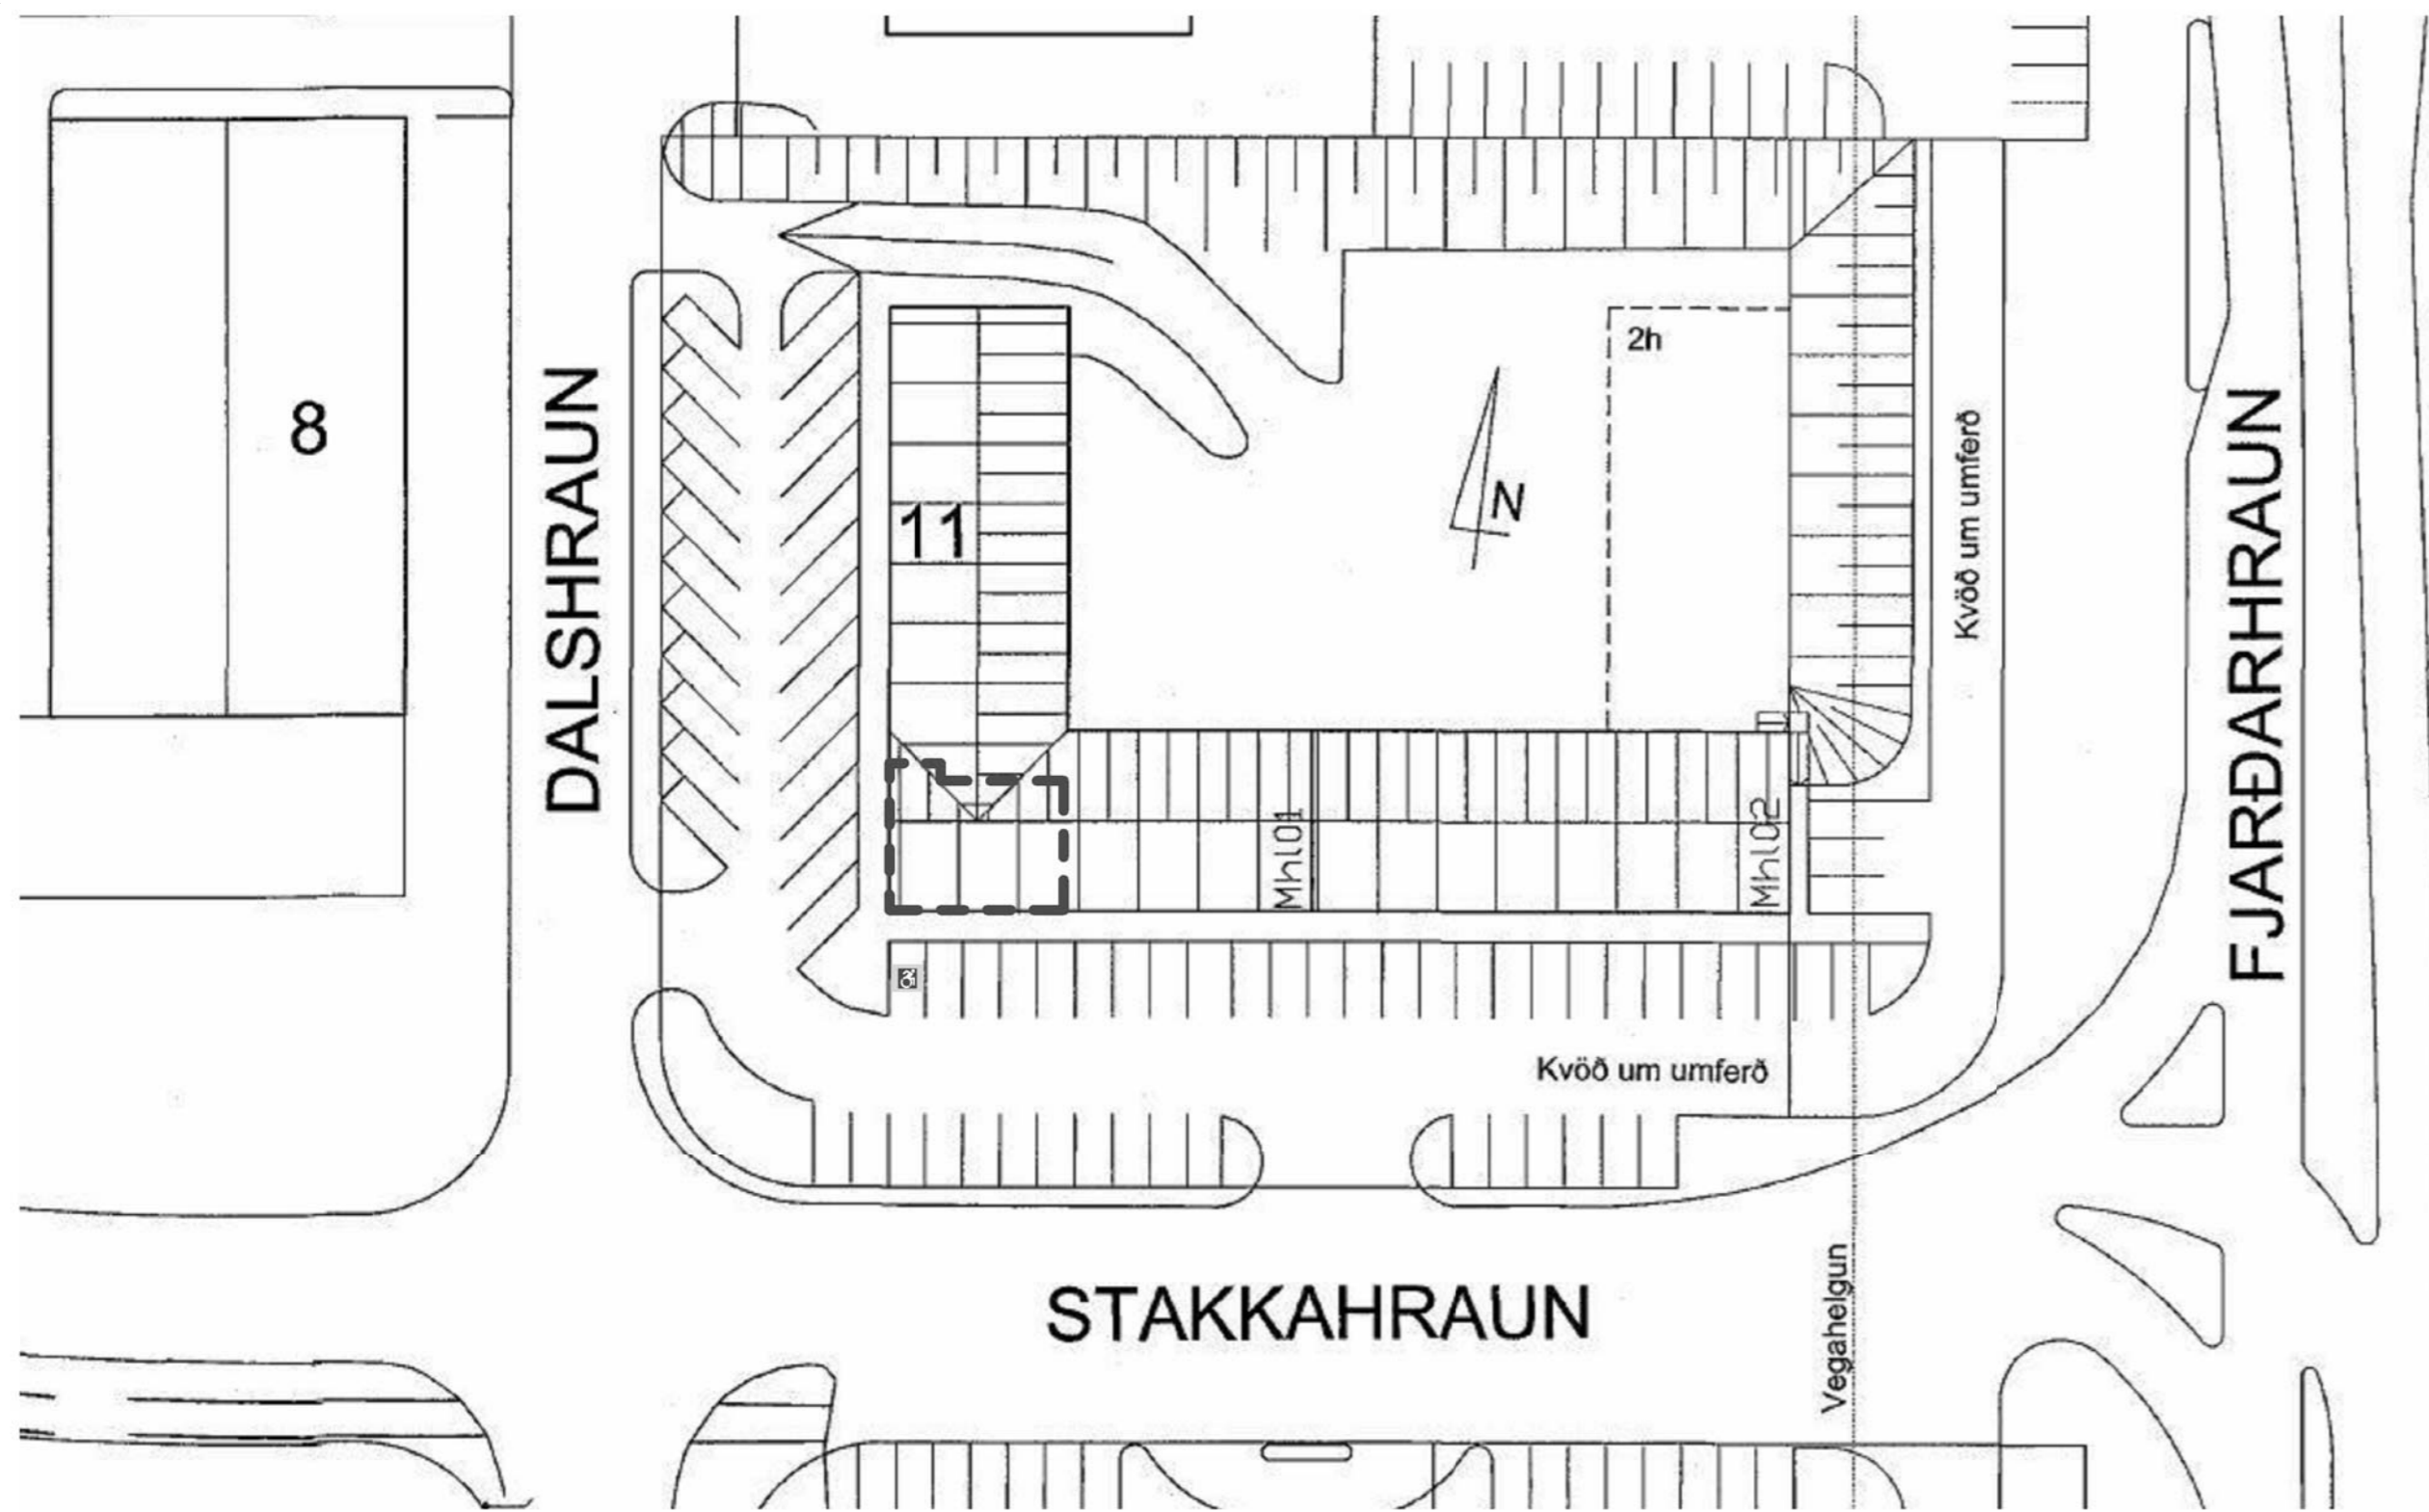 2h
8
DALSHRAUN
11
N
Kvöð um umferð
FJARÐARHRAUN
Mhl01
Mhl02
Kvöð um umferð
STAKKAHRAUN
Vegahelgun